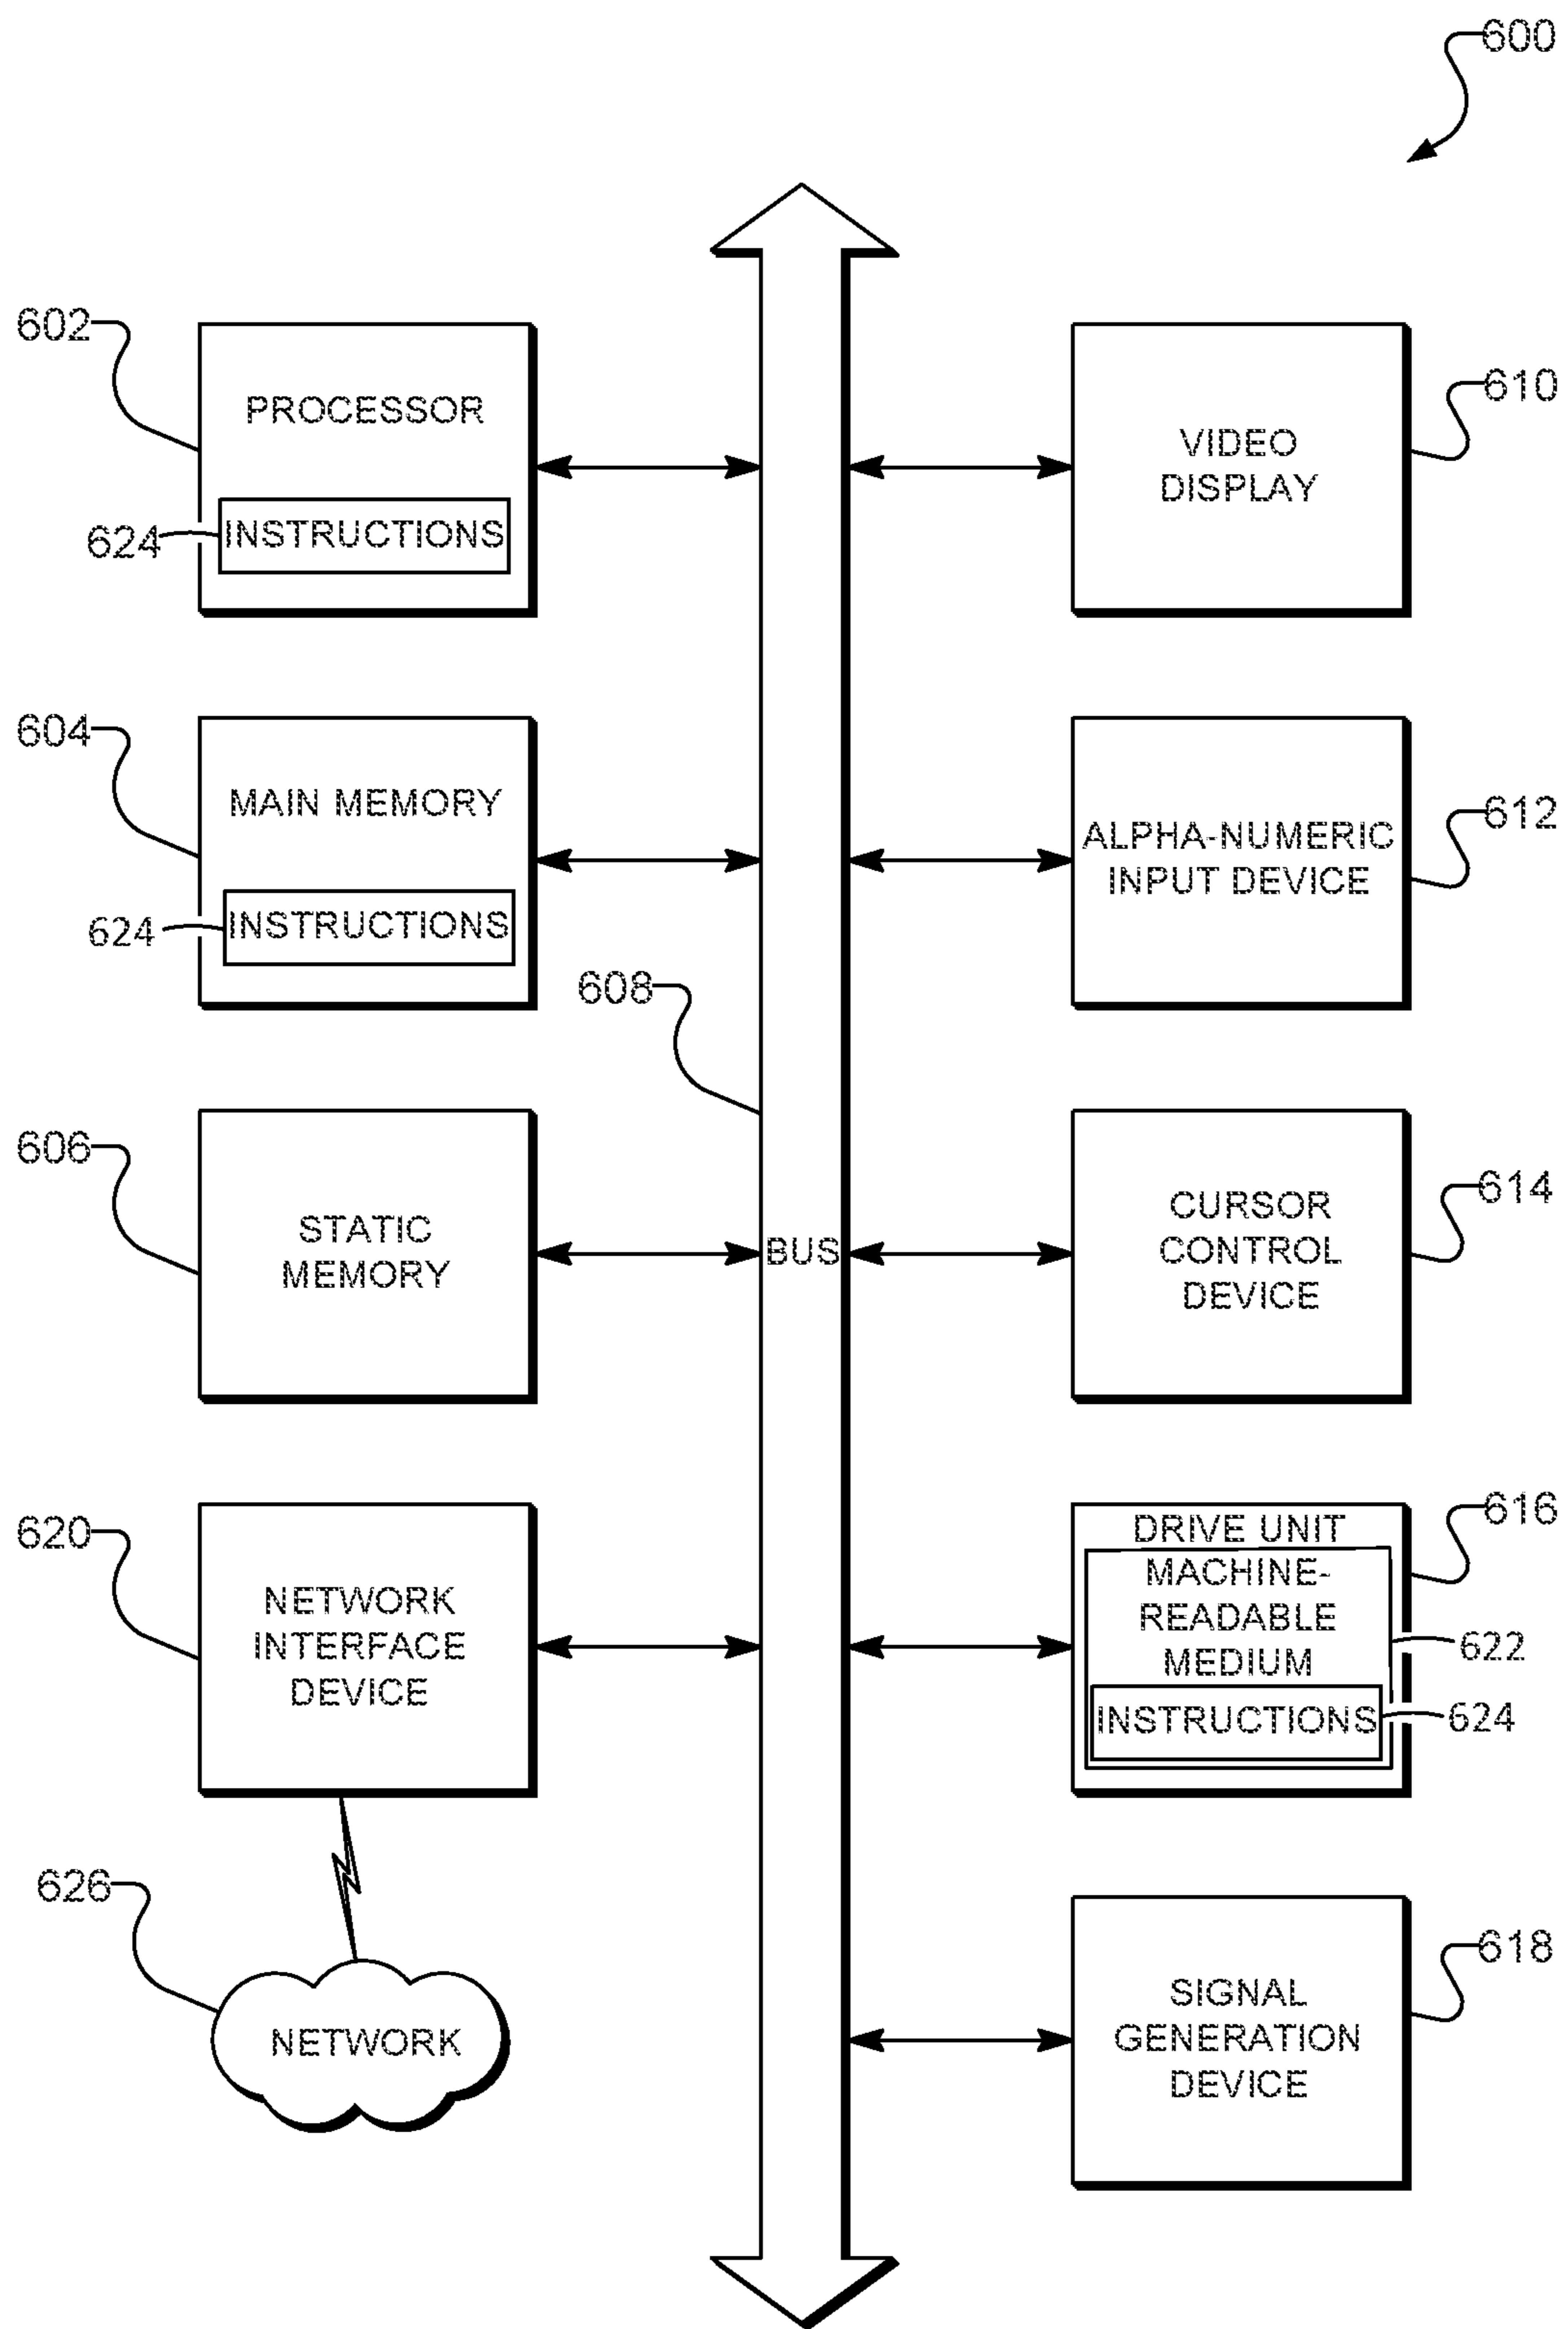 600
602
PROCESSOR
624
INSTRUCTIONS
604
MAIN MEMORY
624
INSTRUCTIONS
606
STATIC
MEMORY
620
NETWORK
INTERFACE
DEVICE
626
NETWORK
608
BUS
610
VIDEO
DISPLAY
612
ALPHA-NUMERIC
INPUT DEVICE
614
CURSOR
CONTROL
DEVICE
616
DRIVE UNIT
MACHINE-
READABLE
MEDIUM
622
INSTRUCTIONS
624
618
SIGNAL
GENERATION
DEVICE